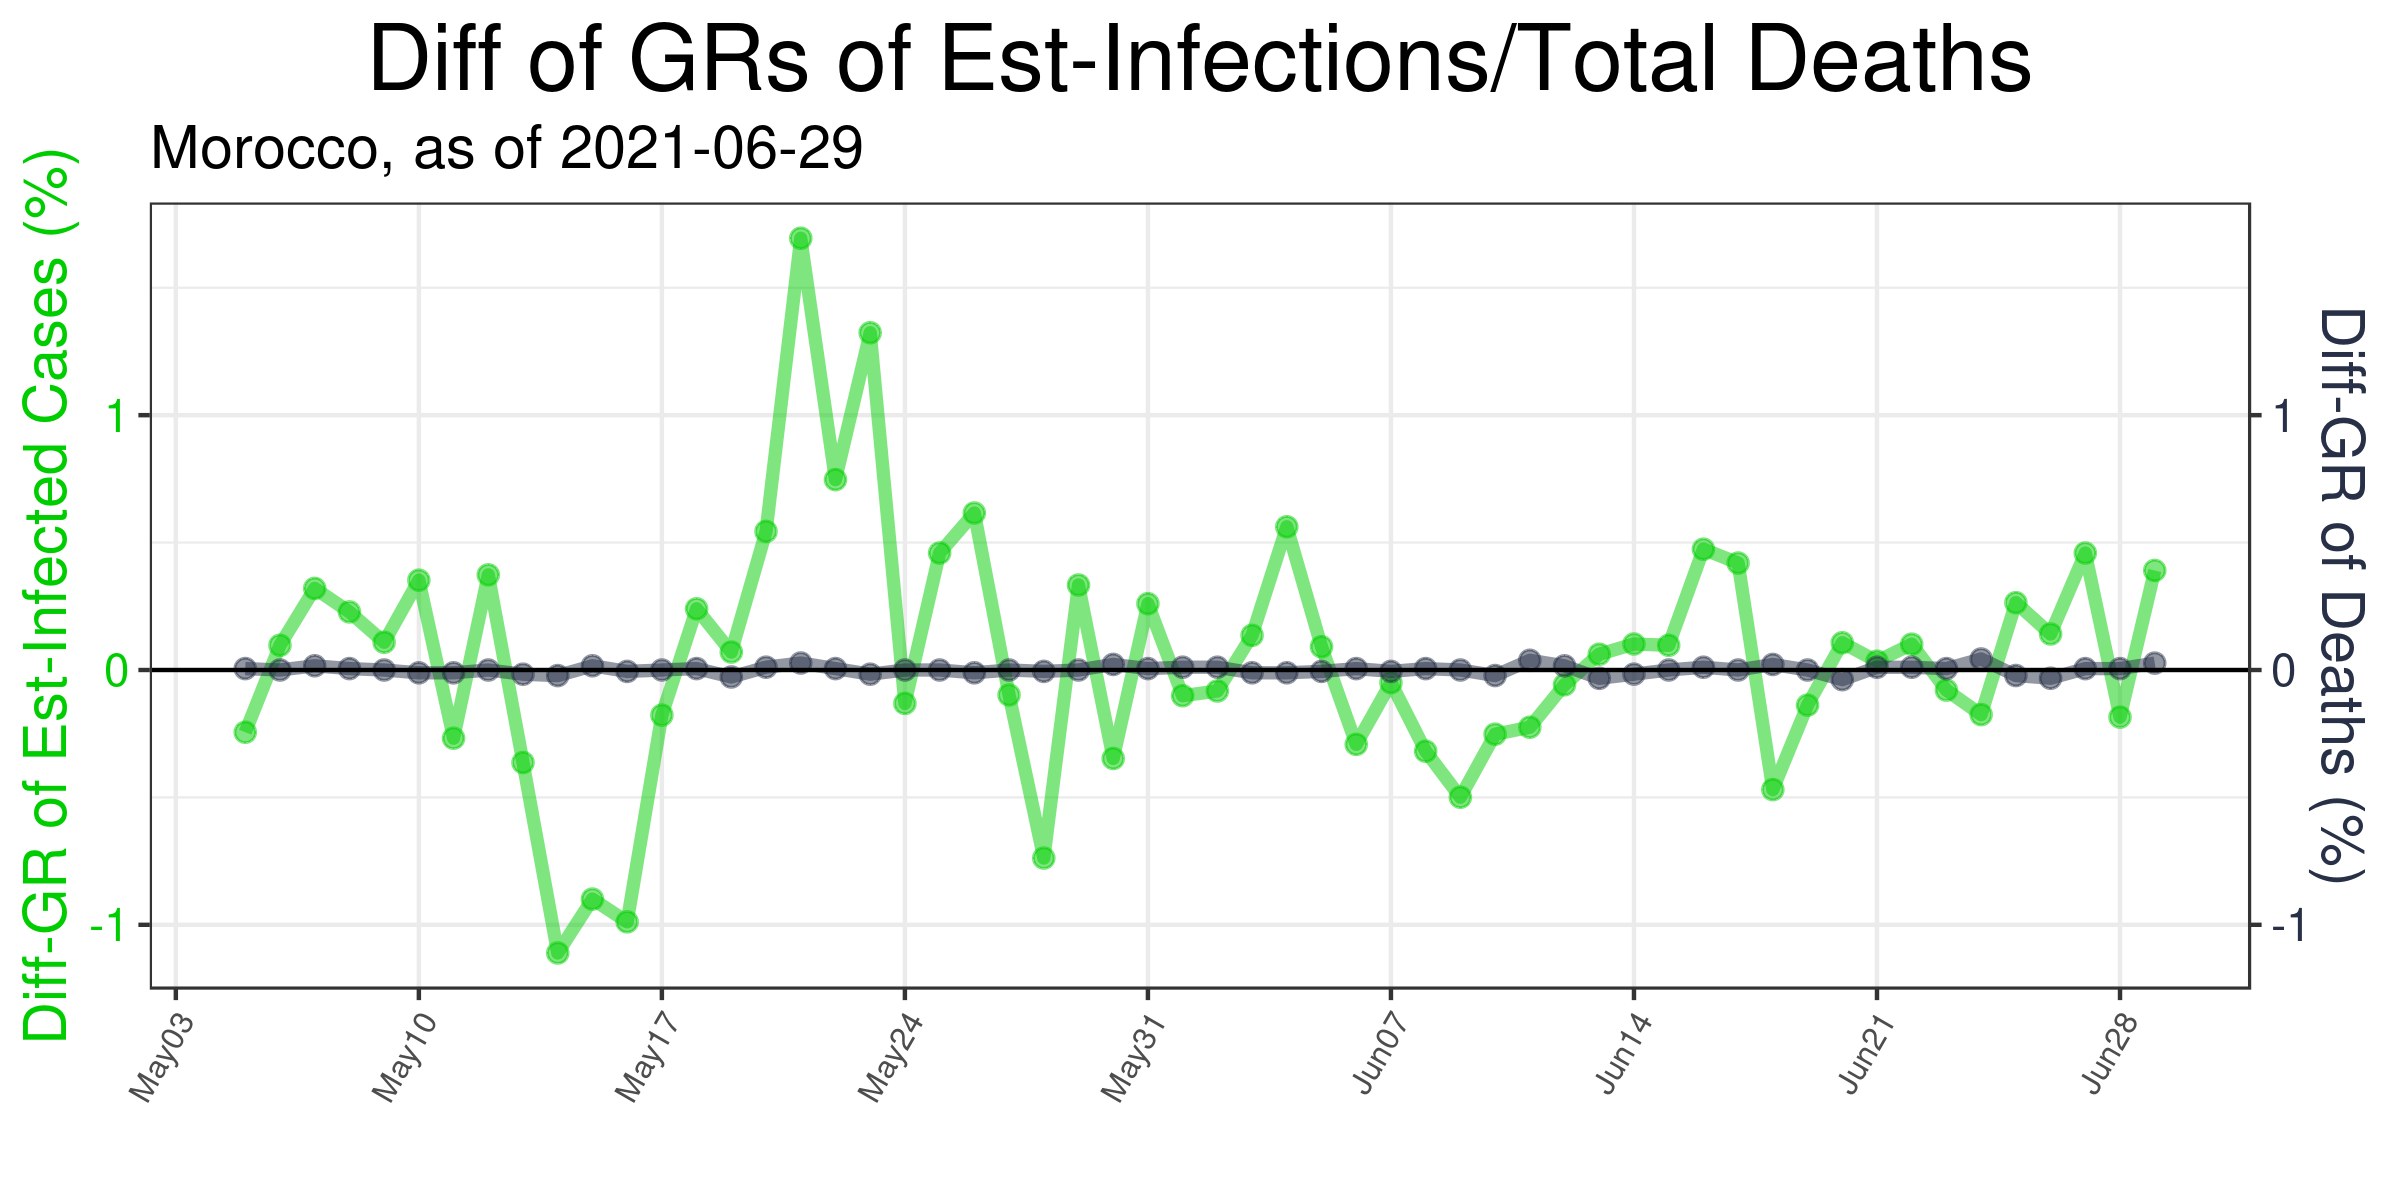 Diff of GRs of Est-Infections/Total Deaths
Morocco, as of 2021-06-29
Diff-GR of Est-Infected Cases (%)
1
0
-1
1
0
-1
Diff-GR of Deaths (%)
May03
May10
May17
May24
May31
Jun07
Jun14
Jun21
Jun28